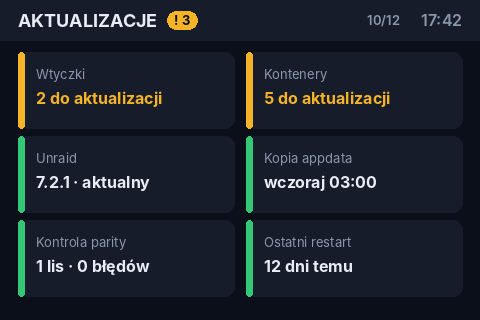 AKTUALIZACJE ! 3 10/12 17:42
Wtyczki
2 do aktualizacji
Kontenery
5 do aktualizacji
Unraid
7.2.1 · aktualny
Kopia appdata
wczoraj 03:00
Kontrola parity
1 lis · 0 błędów
Ostatni restart
12 dni temu